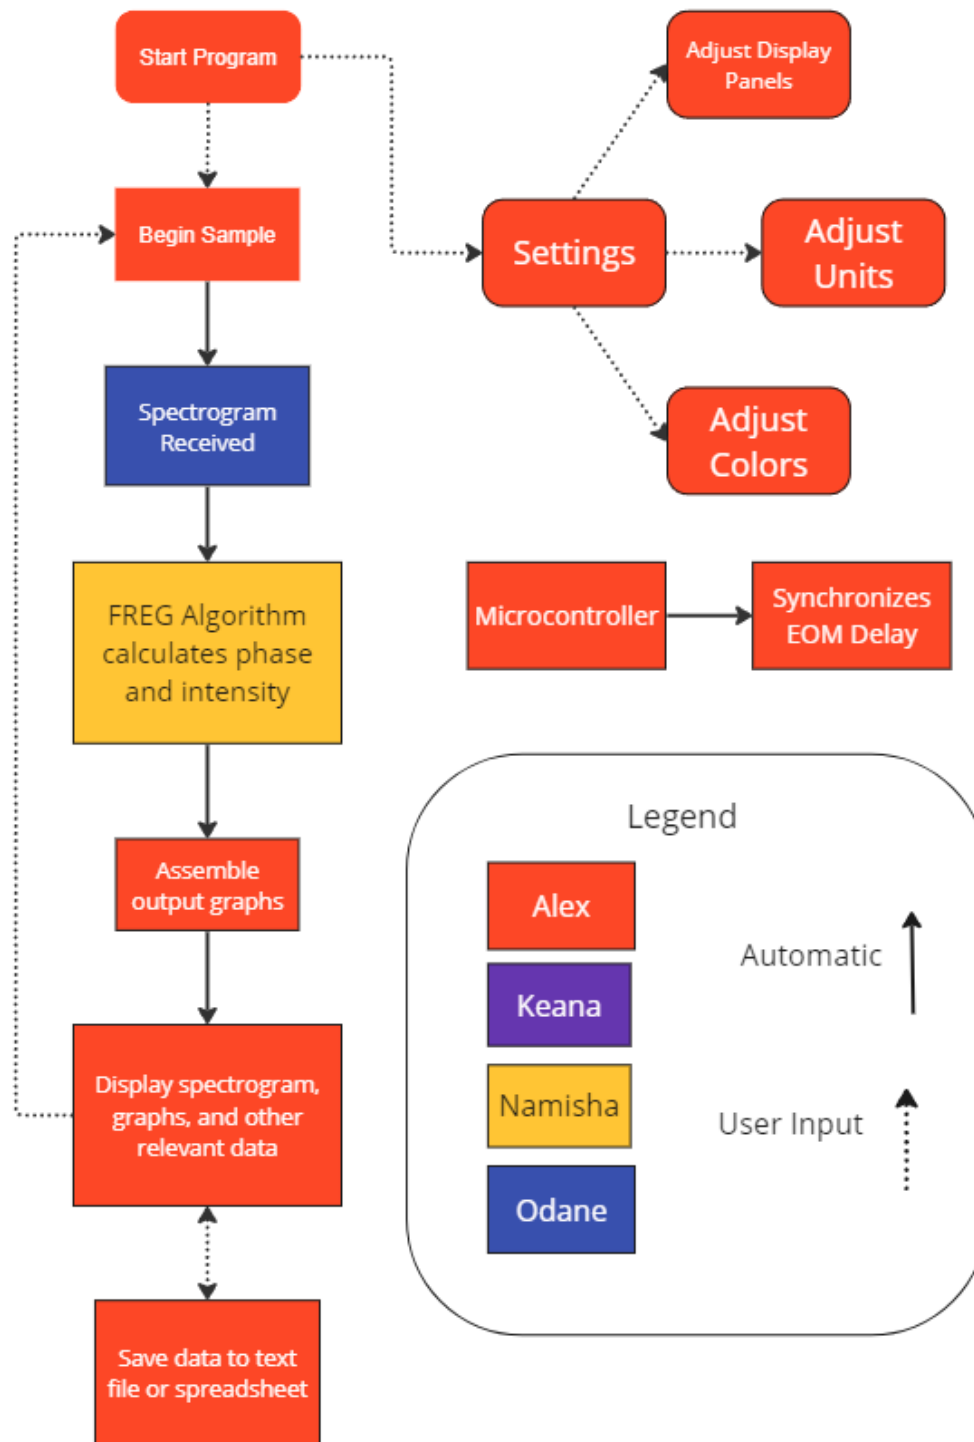 Start Program
Begin Sample
Spectrogram
Received
FREG Algorithm
calculates phase
and intensity
Assemble
output graphs
Display spectrogram,
graphs, and other
relevant data
Save data to text
file or spreadsheet
Adjust Display
Panels
Settings
Adjust
Units
Adjust
Colors
Microcontroller
Synchronizes
EOM Delay
Legend
Alex
Keana
Namisha
Odane
Automatic
User Input